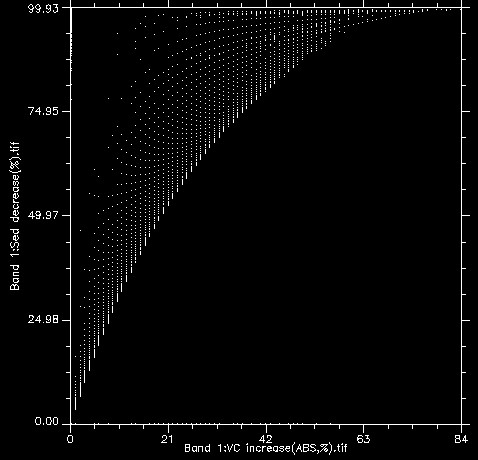 99.93
74.95
49.97
24.98
0.00
Band 1:Sed decrease(%).tif
0 21 42 63 84
Band 1:VC increase(ABS,%).tif